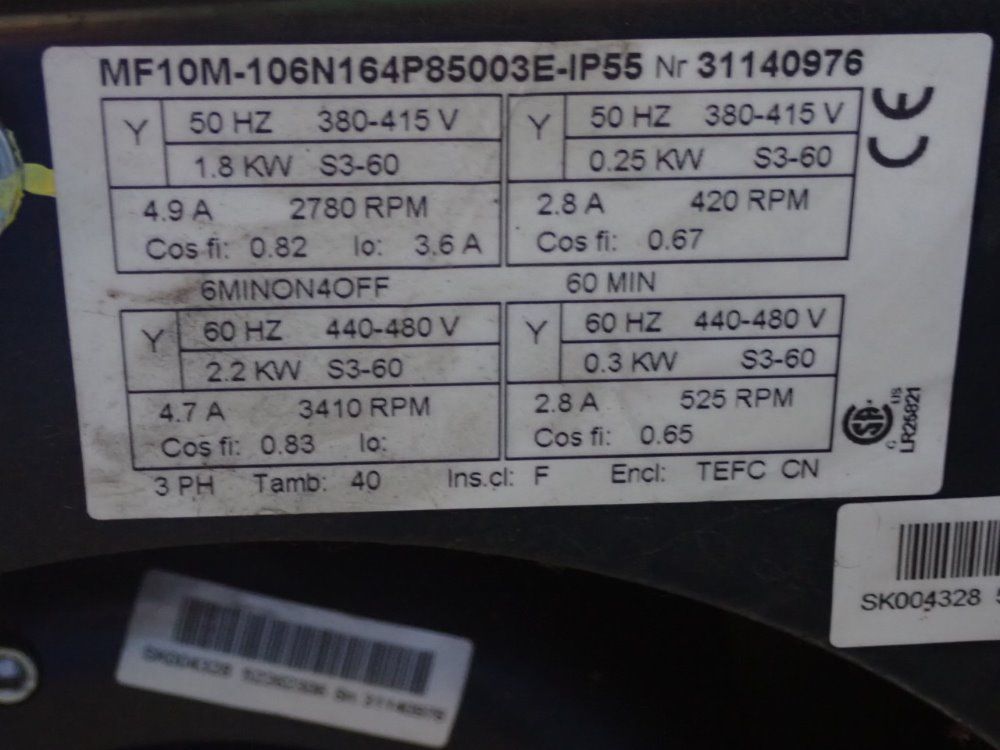 MF10M-106N164P85003E-IP55 Nr 31140976
Y 50 HZ 380-415 V
1.8 KW S3-60
4.9 A 2780 RPM
Cos fi: 0.82 Io: 3.6 A
Y 50 HZ 380-415 V
0.25 KW S3-60
2.8 A 420 RPM
Cos fi: 0.67
CE
6MINON4OFF 60 MIN
Y 60 HZ 440-480 V
2.2 KW S3-60
4.7 A 3410 RPM
Cos fi: 0.83 Io:
Y 60 HZ 440-480 V
0.3 KW S3-60
2.8 A 525 RPM
Cos fi: 0.65
C US
LR25821
3 PH Tamb: 40 Ins.cl: F Encl: TEFC CN
SK004328
SK004328